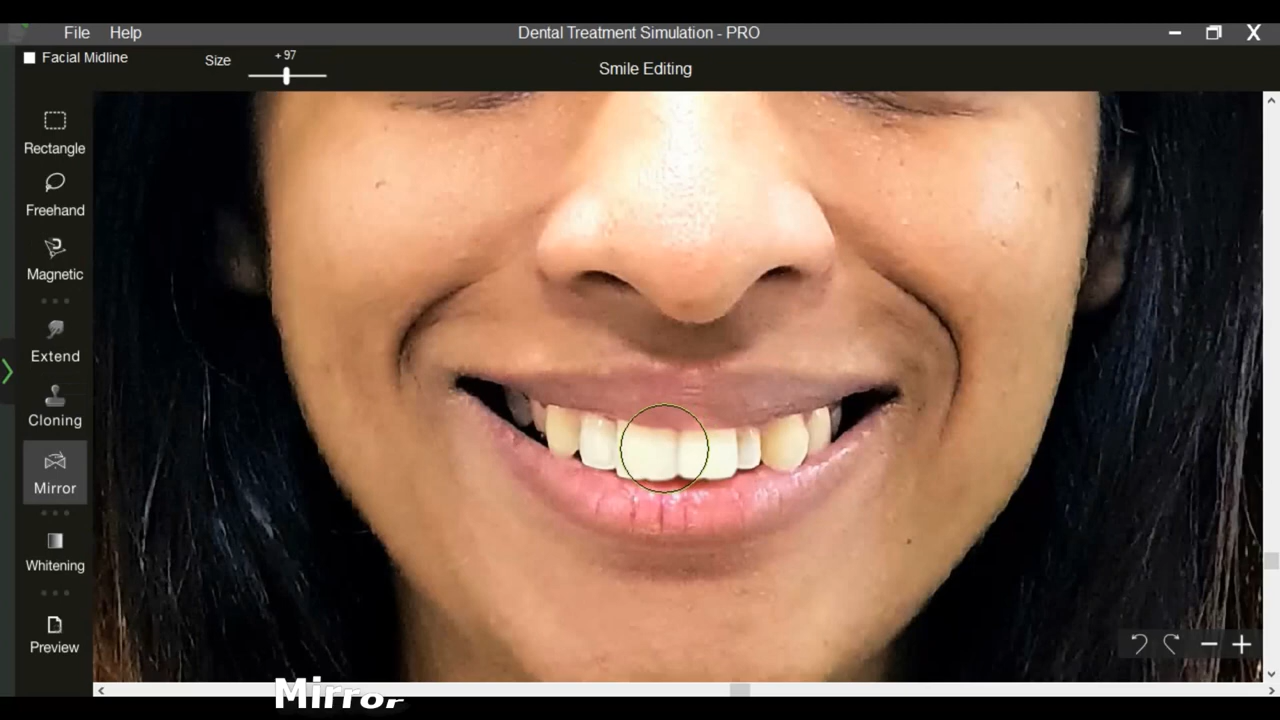 File Help
Dental Treatment Simulation - PRO
Facial Midline
Size
+97
Smile Editing
Rectangle
Freehand
Magnetic
Extend
Cloning
Mirror
Whitening
Preview
Mirror